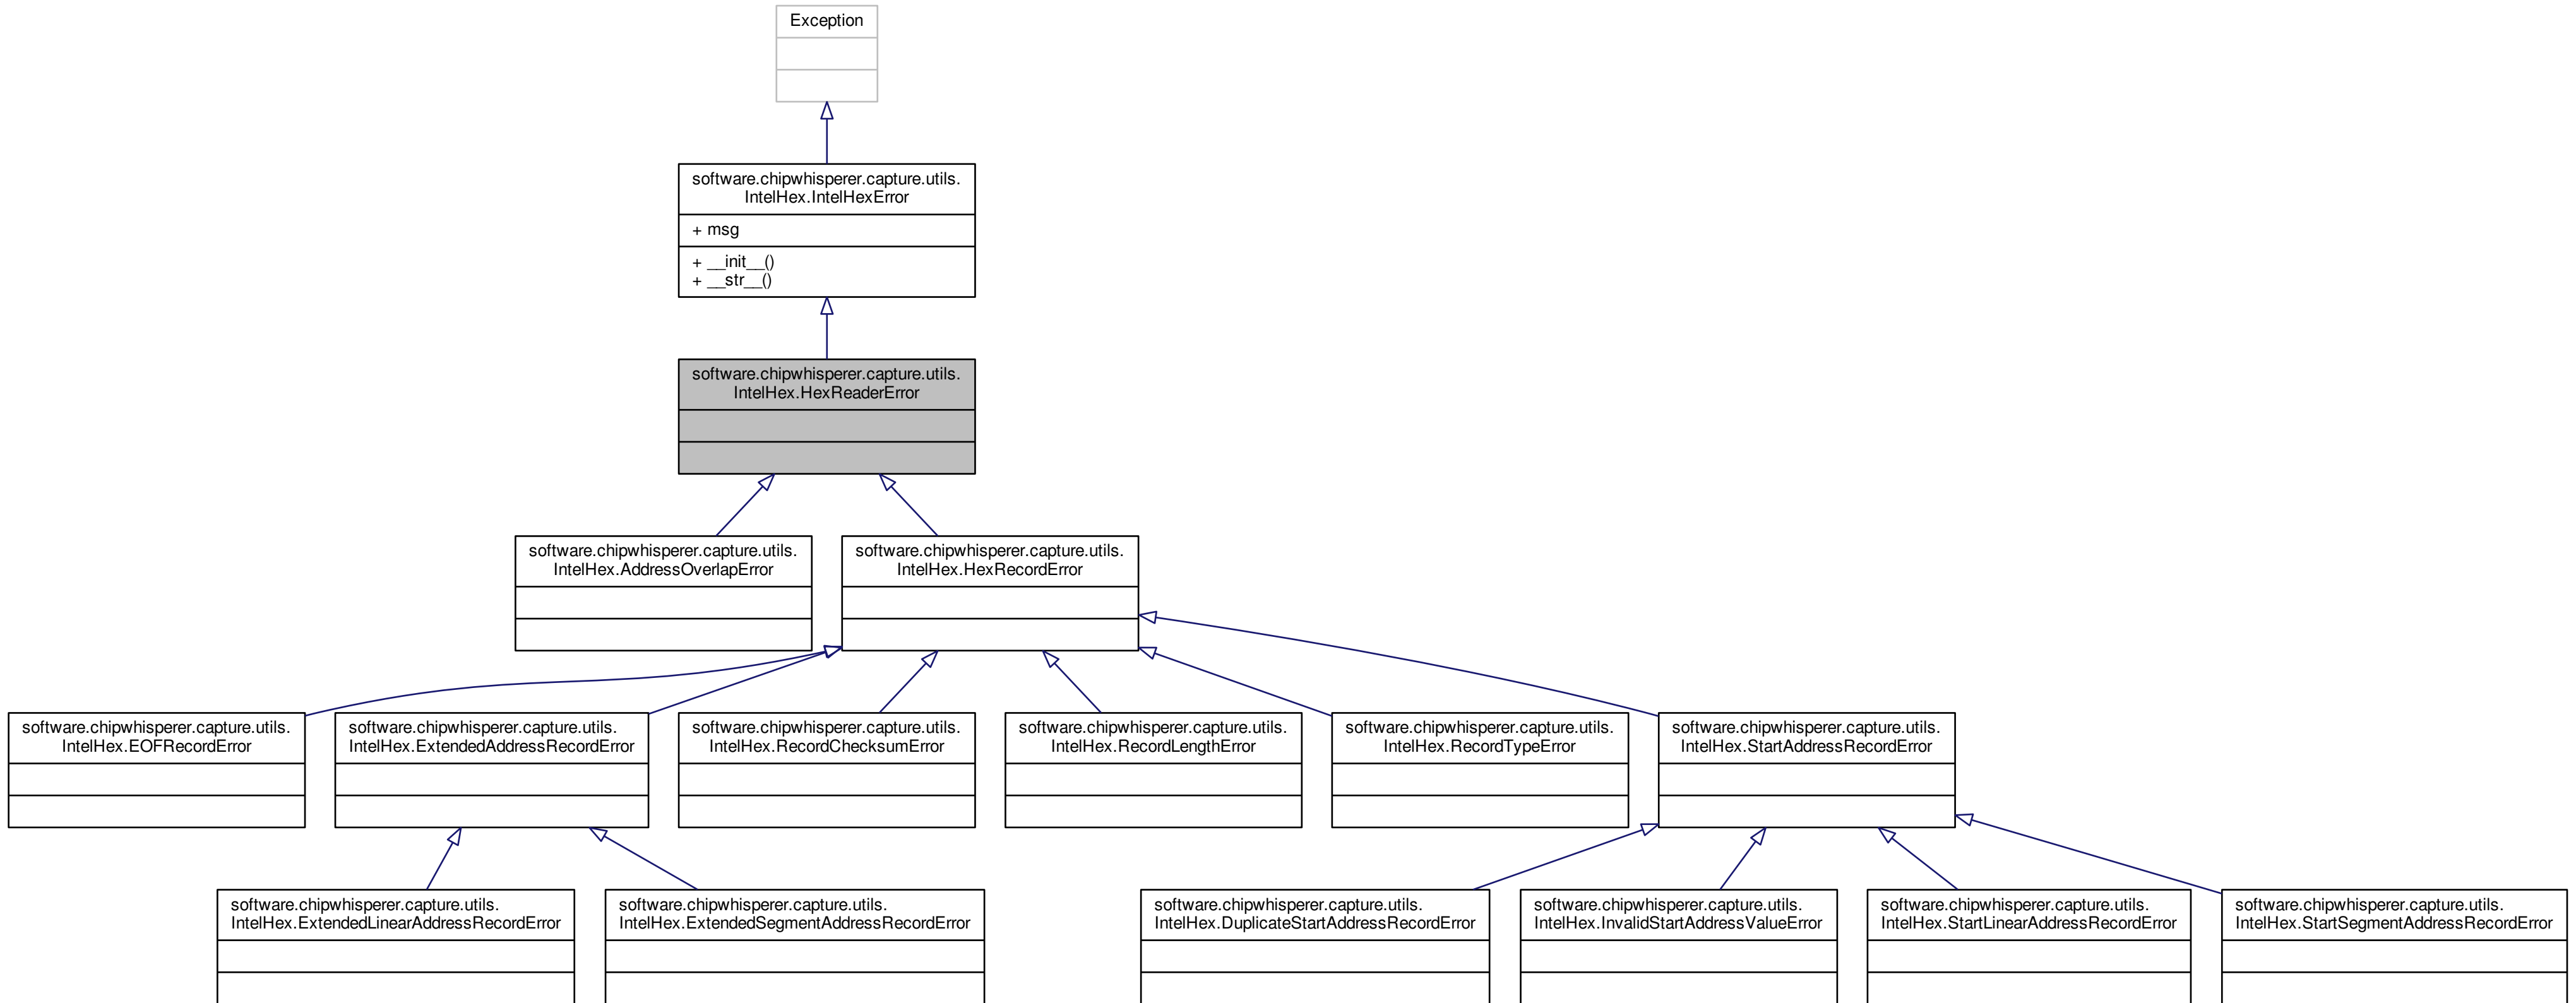 Exception
software.chipwhisperer.capture.utils.
IntelHex.IntelHexError
+ msg
+ __init__()
+ __str__()
software.chipwhisperer.capture.utils.
IntelHex.HexReaderError
software.chipwhisperer.capture.utils.
IntelHex.AddressOverlapError
software.chipwhisperer.capture.utils.
IntelHex.HexRecordError
software.chipwhisperer.capture.utils.
IntelHex.EOFRecordError
software.chipwhisperer.capture.utils.
IntelHex.ExtendedAddressRecordError
software.chipwhisperer.capture.utils.
IntelHex.RecordChecksumError
software.chipwhisperer.capture.utils.
IntelHex.RecordLengthError
software.chipwhisperer.capture.utils.
IntelHex.RecordTypeError
software.chipwhisperer.capture.utils.
IntelHex.StartAddressRecordError
software.chipwhisperer.capture.utils.
IntelHex.ExtendedLinearAddressRecordError
software.chipwhisperer.capture.utils.
IntelHex.ExtendedSegmentAddressRecordError
software.chipwhisperer.capture.utils.
IntelHex.DuplicateStartAddressRecordError
software.chipwhisperer.capture.utils.
IntelHex.InvalidStartAddressValueError
software.chipwhisperer.capture.utils.
IntelHex.StartLinearAddressRecordError
software.chipwhisperer.capture.utils.
IntelHex.StartSegmentAddressRecordError